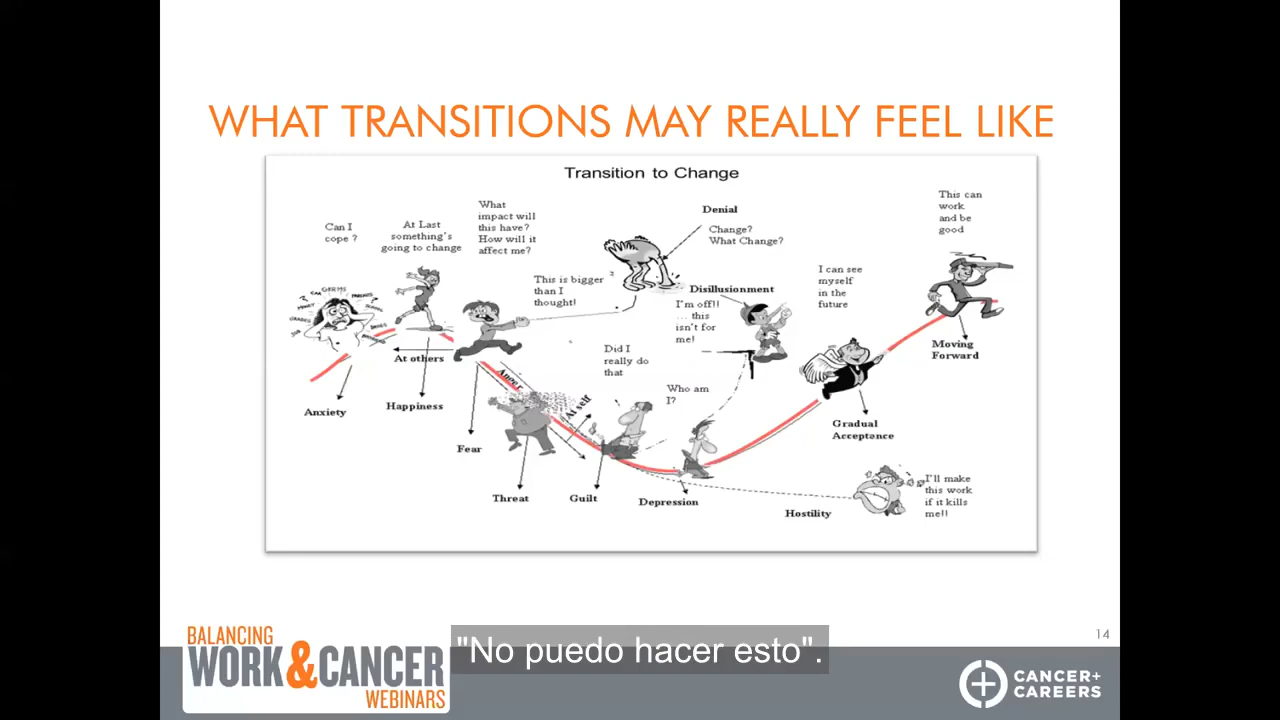 WHAT TRANSITIONS MAY REALLY FEEL LIKE
Transition to Change
Can I
cope ?
At Last
something's
going to change
What
impact will
this have?
How will it
affect me?
This is bigger
than I
thought!
Denial
Change?
What Change?
Disillusionment
I'm off!!
... this
isn't for
me!
I can see
myself
in the
future
This can
work
and be
good
GERMS
At others
Anger
At self
Did I
really do
that
Who am
I?
Moving
Forward
Anxiety
Happiness
Fear
Threat
Guilt
Depression
Gradual
Acceptance
Hostility
I'll make
this work
if it kills
me!!
14
BALANCING
WORK&CANCER
WEBINARS
"No puedo hacer esto".
CANCER+
CAREERS